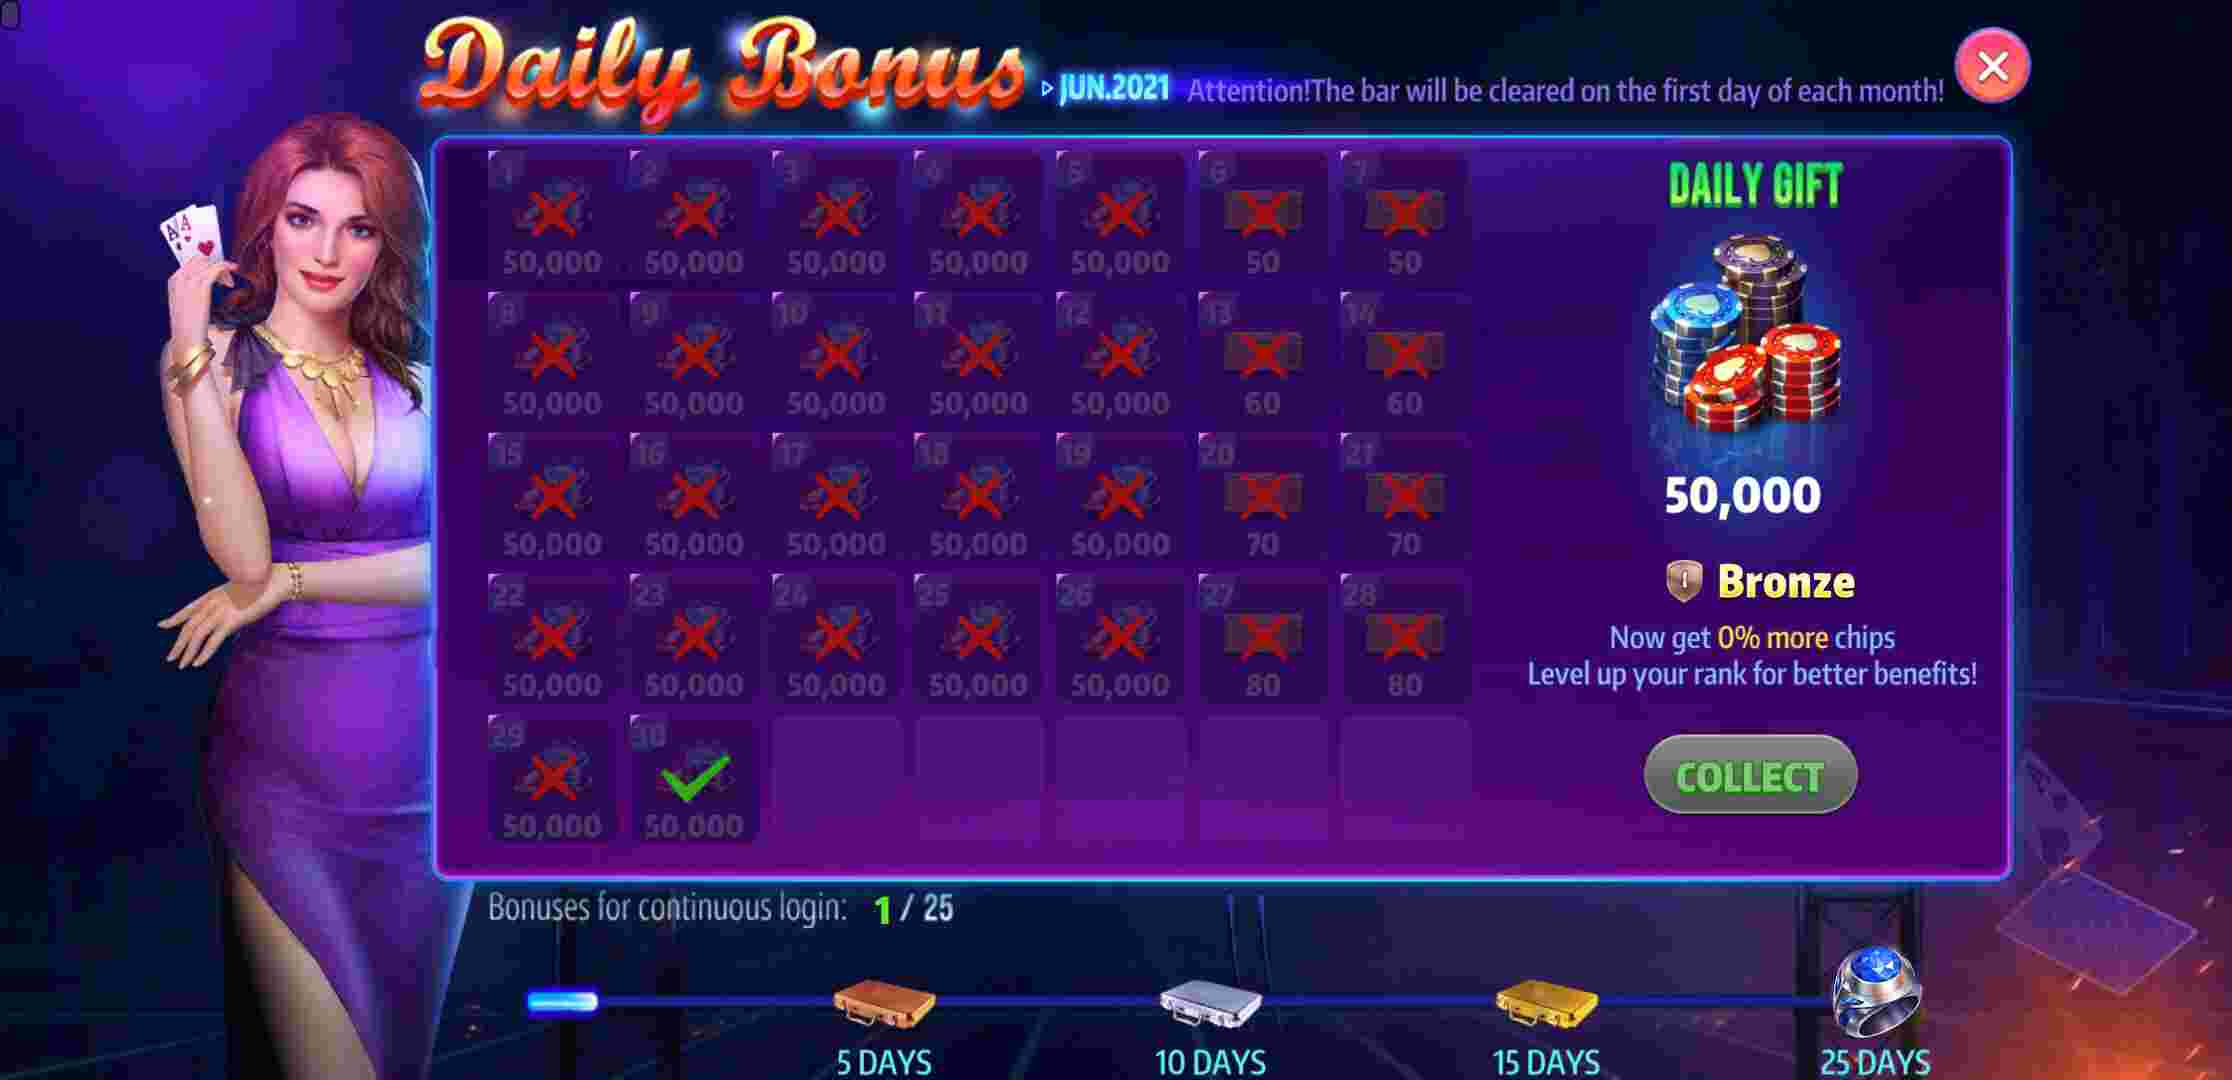 Daily Bonus
JUN.2021
Attention!The bar will be cleared on the first day of each month!
1 2 3 4 5 6 7
50,000 50,000 50,000 50,000 50,000 50 50
8 9 10 11 12 13 14
50,000 50,000 50,000 50,000 50,000 60 60
15 16 17 18 19 20 21
50,000 50,000 50,000 50,000 50,000 70 70
22 23 24 25 26 27 28
50,000 50,000 50,000 50,000 50,000 80 80
29 30
50,000 50,000
DAILY GIFT
50,000
Bronze
Now get 0% more chips
Level up your rank for better benefits!
COLLECT
Bonuses for continuous login: 1 / 25
5 DAYS
10 DAYS
15 DAYS
25 DAYS